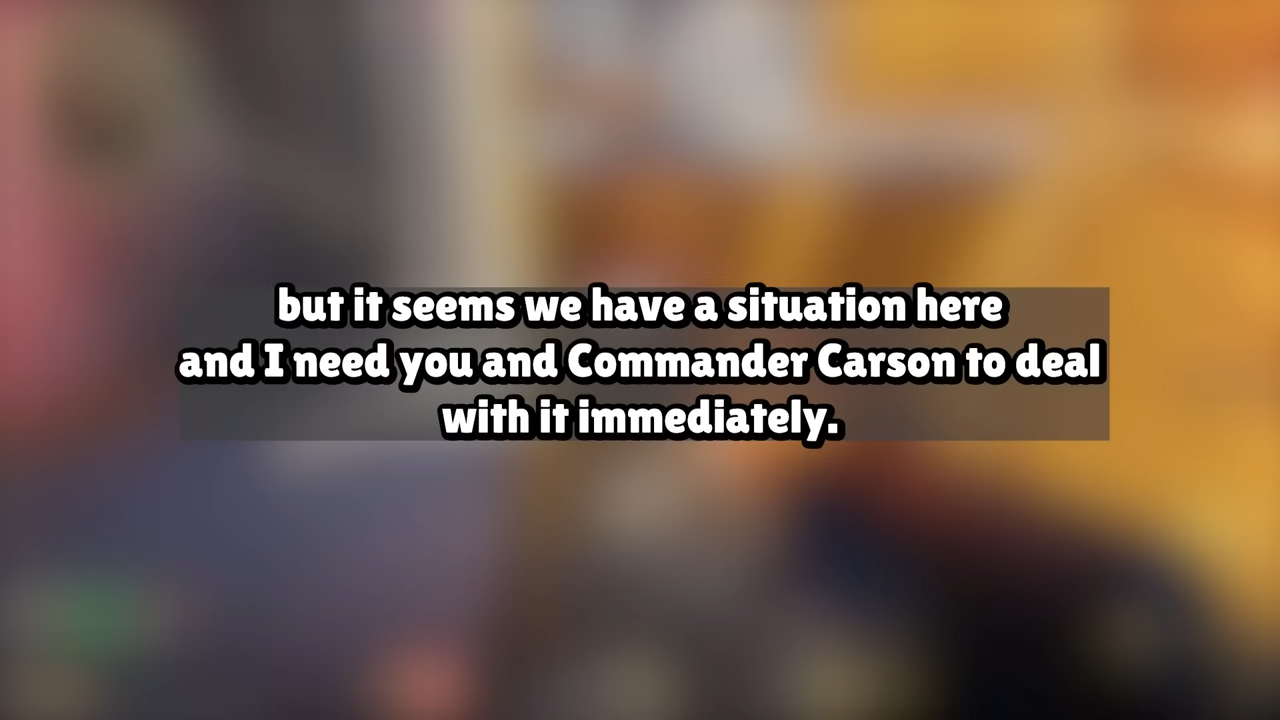 but it seems we have a situation here
and I need you and Commander Carson to deal
with it immediately.